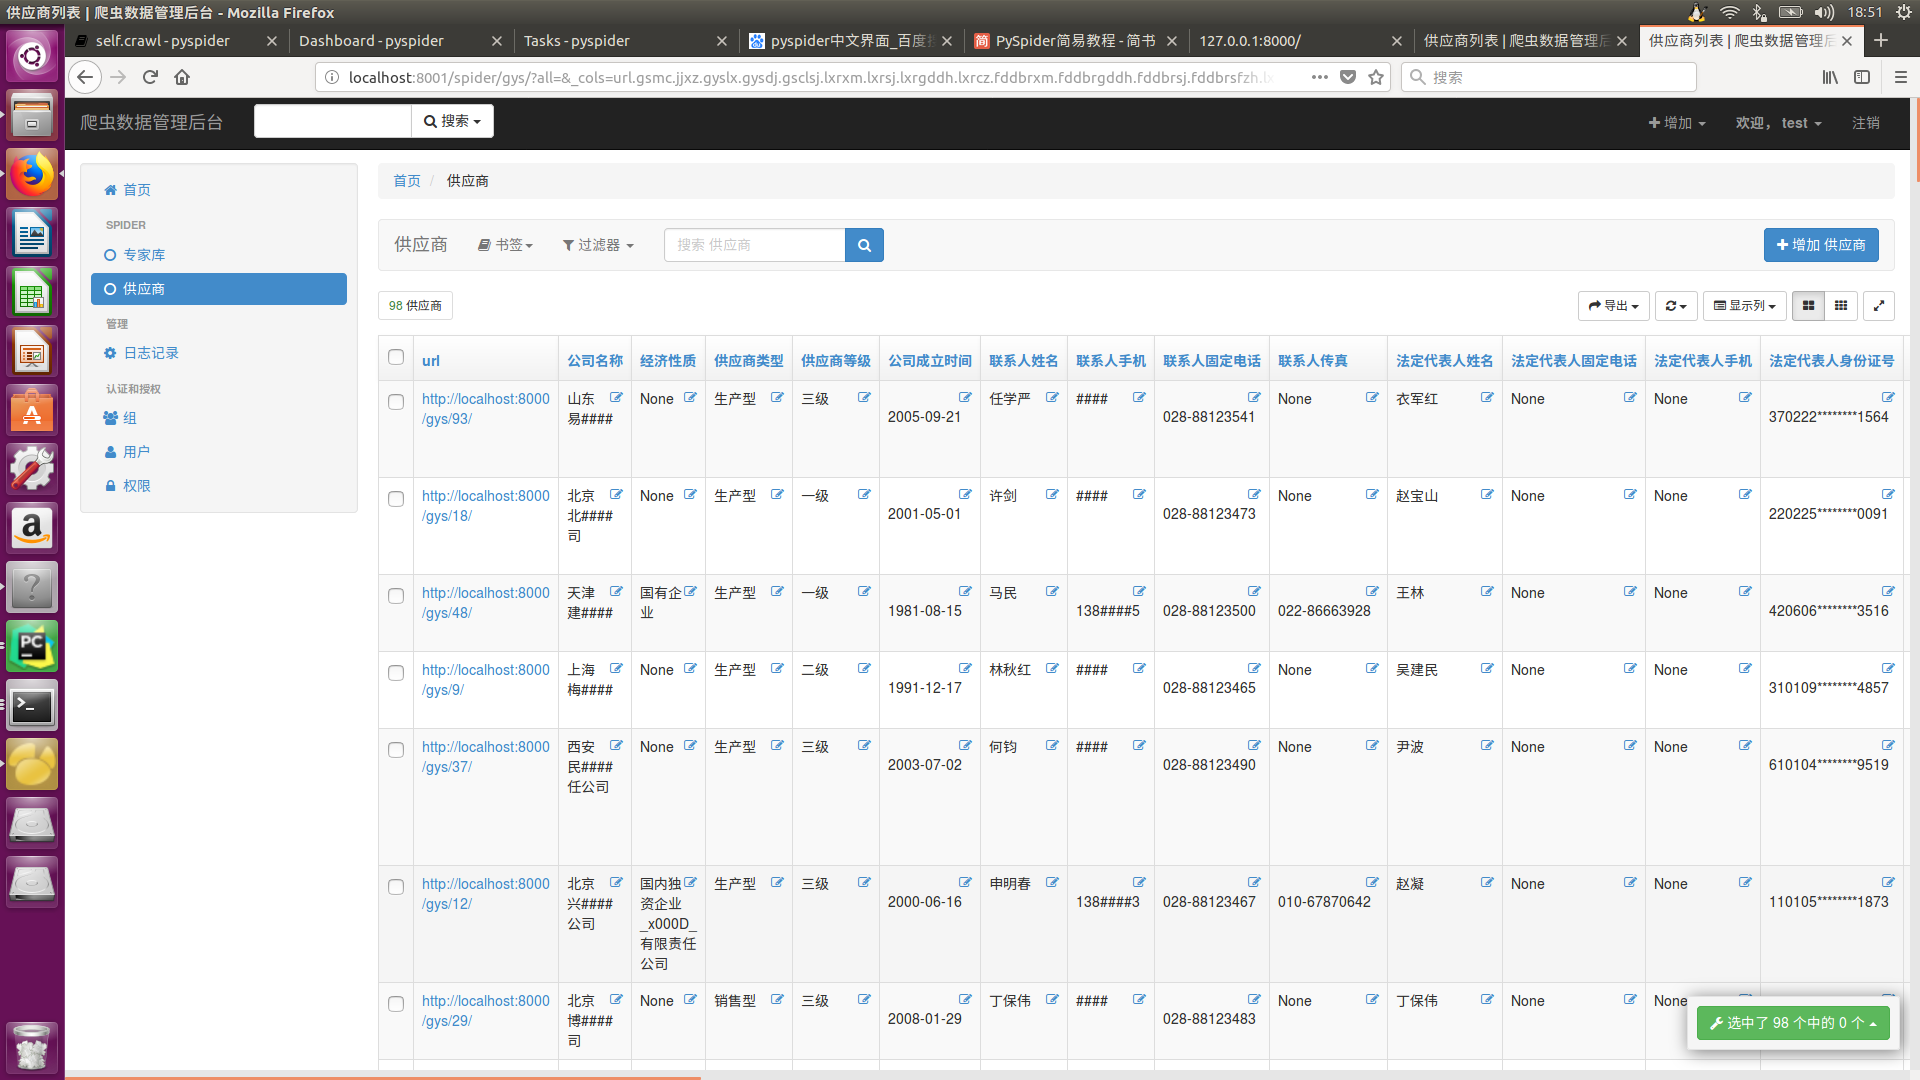 供应商列表 | 爬虫数据管理后台 - Mozilla Firefox
18:51
self.crawl - pyspider
Dashboard - pyspider
Tasks - pyspider
pyspider中文界面_百度
PySpider简易教程 - 简书
127.0.0.1:8000/
供应商列表 | 爬虫数据管理后
供应商列表 | 爬虫数据管理后
localhost:8001/spider/gys/?all=&_cols=url.gsmc.jjxz.gyslx.gysdj.gsclsj.lxrxm.lxrsj.lxrgddh.lxrcz.fddbrxm.fddbrgddh.fddbrsj.fddbrsfzh.lx
搜索
爬虫数据管理后台
搜索
增加
欢迎， test
注销
首页
SPIDER
专家库
供应商
管理
日志记录
认证和授权
组
用户
权限
首页 / 供应商
供应商
书签
过滤器
搜索 供应商
增加 供应商
98 供应商
导出
显示列
url 公司名称 经济性质 供应商类型 供应商等级 公司成立时间 联系人姓名 联系人手机 联系人固定电话 联系人传真 法定代表人姓名 法定代表人固定电话 法定代表人手机 法定代表人身份证号
http://localhost:8000 山东 None 生产型 三级 任学严 #### None 衣军红 None None
/gys/93/ 易#### 2005-09-21 028-88123541 370222********1564
http://localhost:8000 北京 None 生产型 一级 许剑 #### None 赵宝山 None None
/gys/18/ 北#### 2001-05-01 028-88123473 220225********0091
司
http://localhost:8000 天津 国有企 生产型 一级 马民 王林 None None
/gys/48/ 建#### 业 1981-08-15 138####5 028-88123500 022-86663928 420606********3516
http://localhost:8000 上海 None 生产型 二级 林秋红 #### None 吴建民 None None
/gys/9/ 梅#### 1991-12-17 028-88123465 310109********4857
http://localhost:8000 西安 None 生产型 三级 何钧 #### None 尹波 None None
/gys/37/ 民#### 2003-07-02 028-88123490 610104********9519
任公司
http://localhost:8000 北京 国内独 生产型 三级 申明春 赵凝 None None
/gys/12/ 兴#### 资企业 2000-06-16 138####3 028-88123467 010-67870642 110105********1873
公司 _x000D_
有限责任
公司
http://localhost:8000 北京 None 销售型 三级 丁保伟 #### None 丁保伟 None None
/gys/29/ 博#### 2008-01-29 028-88123483
司
选中了 98 个中的 0 个